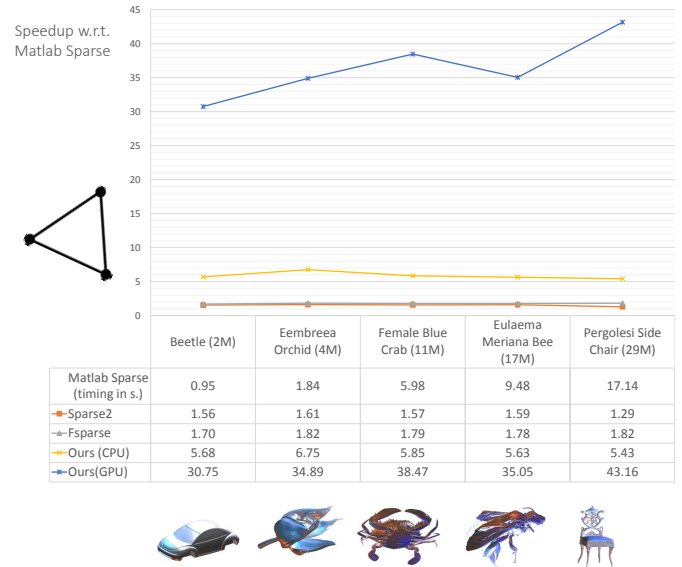 Speedup w.r.t.
Matlab Sparse
45
40
35
30
25
20
15
10
5
0
Beetle (2M)
Eembreea
Orchid (4M)
Female Blue
Crab (11M)
Eulaema
Meriana Bee
(17M)
Pergolesi Side
Chair (29M)
Matlab Sparse
(timing in s.)
0.95 1.84 5.98 9.48 17.14
Sparse2 1.56 1.61 1.57 1.59 1.29
Fsparse 1.70 1.82 1.79 1.78 1.82
Ours (CPU) 5.68 6.75 5.85 5.63 5.43
Ours(GPU) 30.75 34.89 38.47 35.05 43.16